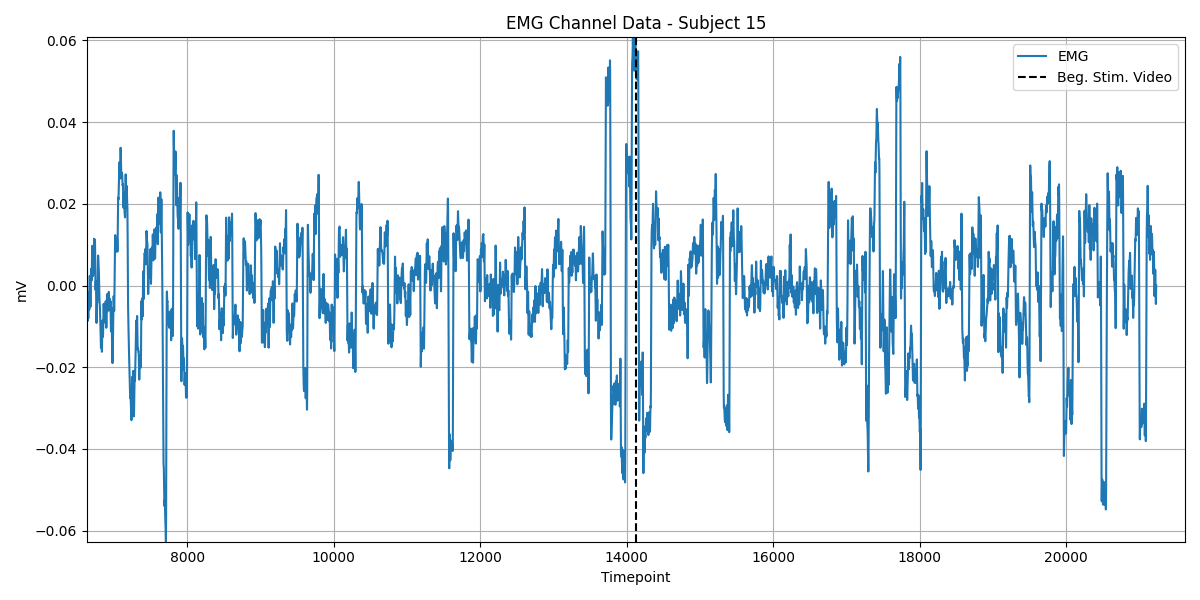 EMG Channel Data - Subject 15
EMG
Beg. Stim. Video
mV
0.06
0.04
0.02
0.00
−0.02
−0.04
−0.06
8000 10000 12000 14000 16000 18000 20000
Timepoint